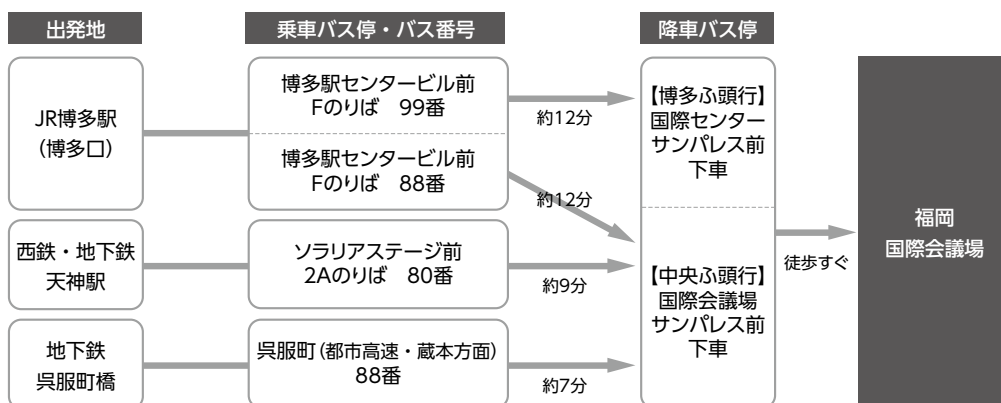 出発地
乗車バス停・バス番号
降車バス停
JR博多駅
(博多口)
博多駅センタービル前
Fのりば 99番
博多駅センタービル前
Fのりば 88番
約12分
約12分
【博多ふ頭行】
国際センター
サンパレス前
下車
西鉄・地下鉄
天神駅
ソラリアステージ前
2Aのりば 80番
約9分
【中央ふ頭行】
国際会議場
サンパレス前
下車
地下鉄
呉服町橋
呉服町(都市高速・蔵本方面)
88番
約7分
徒歩すぐ
福岡
国際会議場